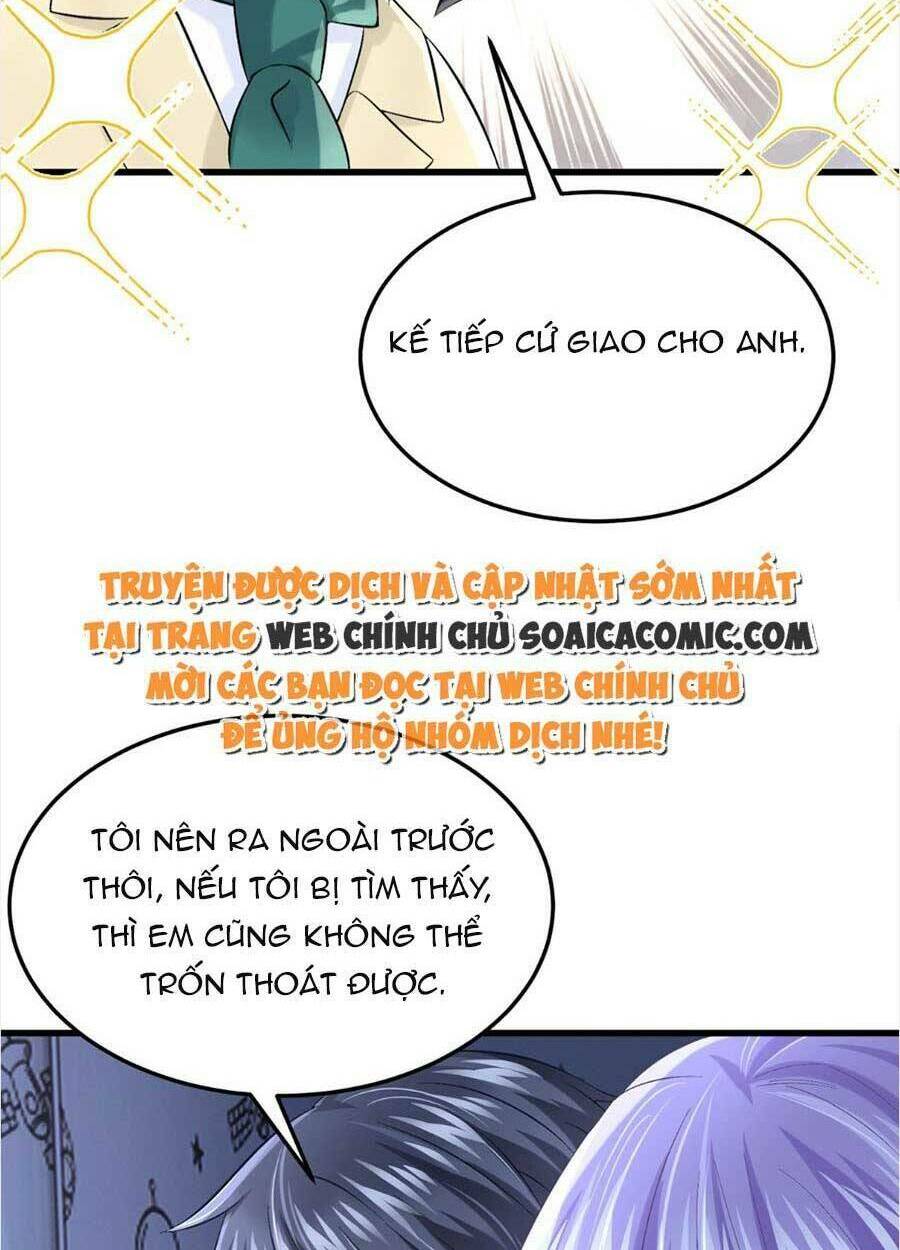 KẾ TIẾP CỨ GIAO CHO ANH.
TRUYỆN ĐƯỢC DỊCH VÀ CẬP NHẬT SỚM NHẤT
TẠI TRANG WEB CHÍNH CHỦ SOAICACOMIC.COM
MỜI CÁC BẠN ĐỌC TẠI WEB CHÍNH CHỦ
ĐỂ ỦNG HỘ NHÓM DỊCH NHÉ!
TÔI NÊN RA NGOÀI TRƯỚC
THÔI, NẾU TÔI BỊ TÌM THẤY,
THÌ EM CŨNG KHÔNG THỂ
TRỐN THOÁT ĐƯỢC.